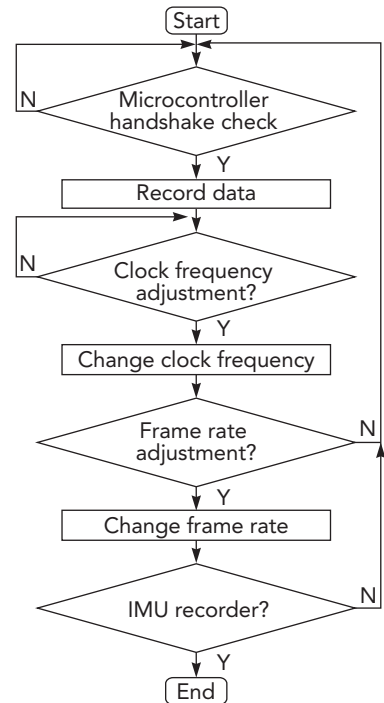 Start
N
Microcontroller
handshake check
Y
Record data
N
Clock frequency
adjustment?
Y
Change clock frequency
Frame rate
adjustment?
N
Y
Change frame rate
N
IMU recorder?
Y
End